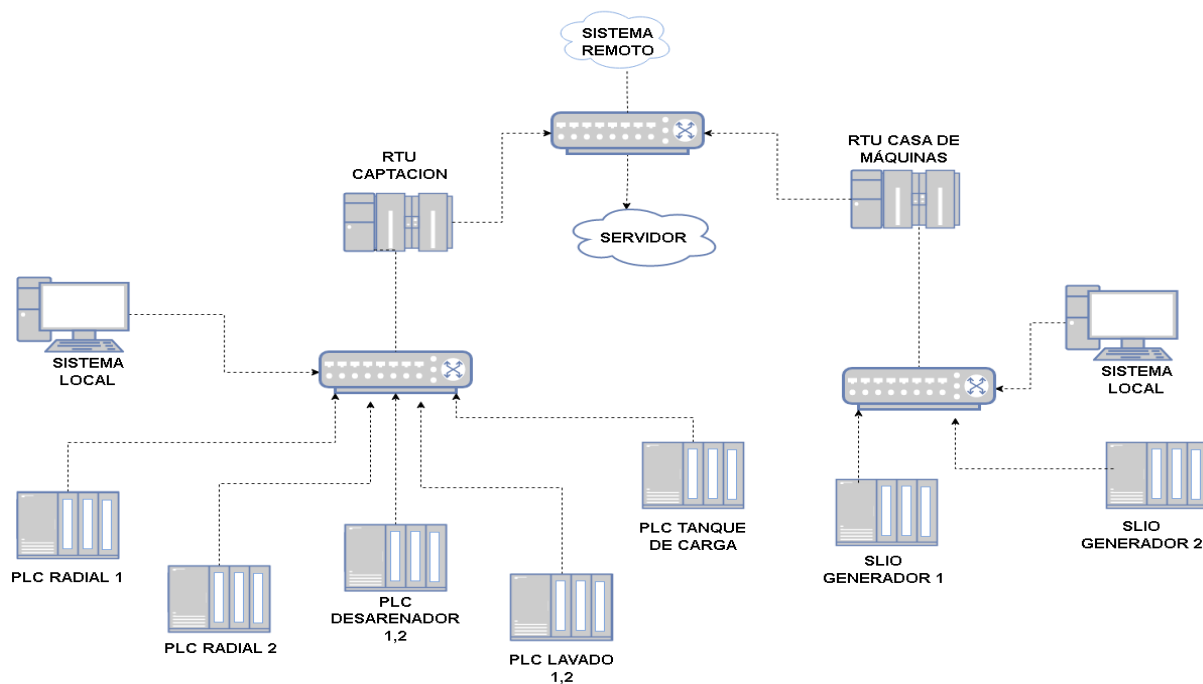 SISTEMA
REMOTO
RTU
CAPTACION
RTU CASA DE
MÁQUINAS
SERVIDOR
SISTEMA
LOCAL
SISTEMA
LOCAL
PLC RADIAL 1
PLC RADIAL 2
PLC
DESARENADOR
1,2
PLC LAVADO
1,2
PLC TANQUE
DE CARGA
SLIO
GENERADOR 1
SLIO
GENERADOR 2